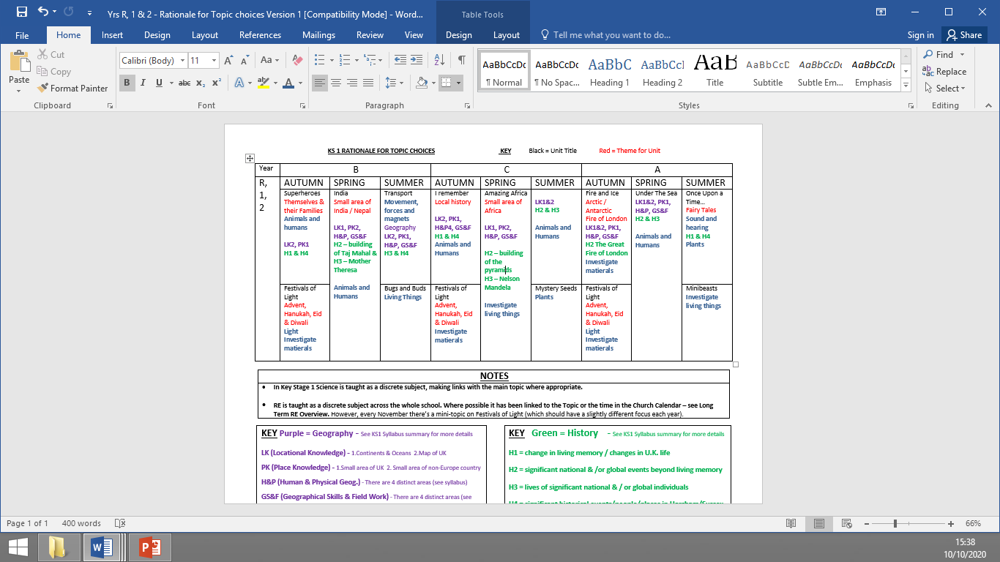 Yrs R, 1 & 2 - Rationale for Topic choices Version 1 [Compatibility Mode] - Word...
Table Tools
File Home Insert Design Layout References Mailings Review View Design Layout Tell me what you want to do... Sign in Share
Paste
Cut
Copy
Format Painter
Clipboard
Calibri (Body) 11
Font
Paragraph
AaBbCcDc AaBbCcDc AaBbC AaBbCcI AaB AaBbCcD AaBbCcDc AaBbCcDc
¶ Normal ¶ No Spac... Heading 1 Heading 2 Title Subtitle Subtle Em... Emphasis
Styles
Find
Replace
Select
Editing
KS 1 RATIONALE FOR TOPIC CHOICES KEY Black = Unit Title Red = Theme for Unit
Year B C A
R,
1,
2
AUTUMN SPRING SUMMER AUTUMN SPRING SUMMER AUTUMN SPRING SUMMER
Superheroes
Themselves &
their Families
Animals and
humans
LK2, PK1
H1 & H4
India
Small area of
India / Nepal
LK1, PK2,
H&P, GS&F
H2 – building
of Taj Mahal &
H3 – Mother
Theresa
Animals and
Humans
Transport
Movement,
forces and
magnets
Geography
LK2, PK1,
H&P, GS&F
H3 & H4
I remember
Local history
LK2, PK1,
H&P4, GS&F
H1 & H4
Animals and
Humans
Amazing Africa
Small area of
Africa
LK1, PK2,
H&P, GS&F
H2 – building
of the
pyramids
H3 – Nelson
Mandela
Investigate
living things
LK1&2
H2 & H3
Animals and
Humans
Fire and Ice
Arctic /
Antarctic
Fire of London
LK1&2, PK1,
H&P, GS&F
H2 The Great
Fire of London
Investigate
matierals
Under The Sea
LK1&2, PK1,
H&P, GS&F
H2 & H3
Animals and
Humans
Once Upon a
Time...
Fairy Tales
Sound and
hearing
H1 & H4
Plants
Festivals of
Light
Advent,
Hanukah, Eid
& Diwali
Light
Investigate
matierals
Bugs and Buds
Living Things
Festivals of
Light
Advent,
Hanukah, Eid
& Diwali
Investigate
matierals
Mystery Seeds
Plants
Festivals of
Light
Advent,
Hanukah, Eid
& Diwali
Light
Investigate
matierals
Minibeasts
Investigate
living things
NOTES
• In Key Stage 1 Science is taught as a discrete subject, making links with the main topic where appropriate.
• RE is taught as a discrete subject across the whole school. Where possible it has been linked to the Topic or the time in the Church Calendar – see Long
Term RE Overview. However, every November there's a mini-topic on Festivals of Light (which should have a slightly different focus each year).
KEY Purple = Geography - See KS1 Syllabus summary for more details
LK (Locational Knowledge) - 1.Continents & Oceans 2.Map of UK
PK (Place Knowledge) - 1.Small area of UK 2. Small area of non-Europe country
H&P (Human & Physical Geog.) - There are 4 distinct areas (see syllabus)
GS&F (Geographical Skills & Field Work) - There are 4 distinct areas (see
KEY Green = History - See KS1 Syllabus summary for more details
H1 = change in living memory / changes in U.K. life
H2 = significant national & /or global events beyond living memory
H3 = lives of significant national & / or global individuals
H4 = significant historical events/people/places in
Page 1 of 1 400 words 66%
15:38
10/10/2020